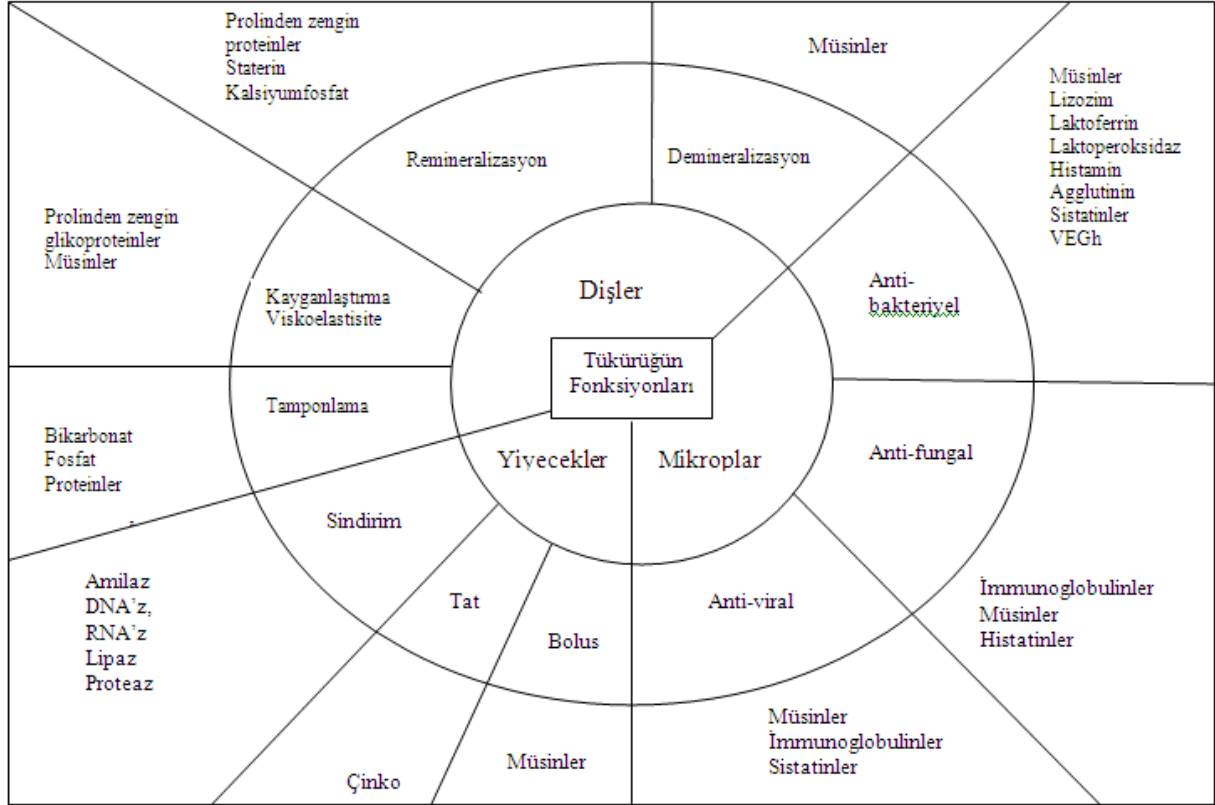 Prolinden zengin
proteinler
Staterin
Kalsiyumfosfat
Müsinler
Müsinler
Lizozim
Laktoferrin
Laktoperoksidaz
Histamin
Agglutinin
Sistatinler
VEGh
Remineralizasyon
Demineralizasyon
Prolinden zengin
glikoproteinler
Müsinler
Kayganlaştırma
Viskoelastisite
Dişler
Anti-
bakteriyel
Tükürüğün
Fonksiyonları
Tamponlama
Bikarbonat
Fosfat
Proteinler
Yiyecekler
Mikroplar
Anti-fungal
Sindirim
Amilaz
DNA’z,
RNA’z
Lipaz
Proteaz
Tat
Bolus
Anti-viral
İmmunoglobulinler
Müsinler
Histatinler
Çinko
Müsinler
Müsinler
İmmunoglobulinler
Sistatinler